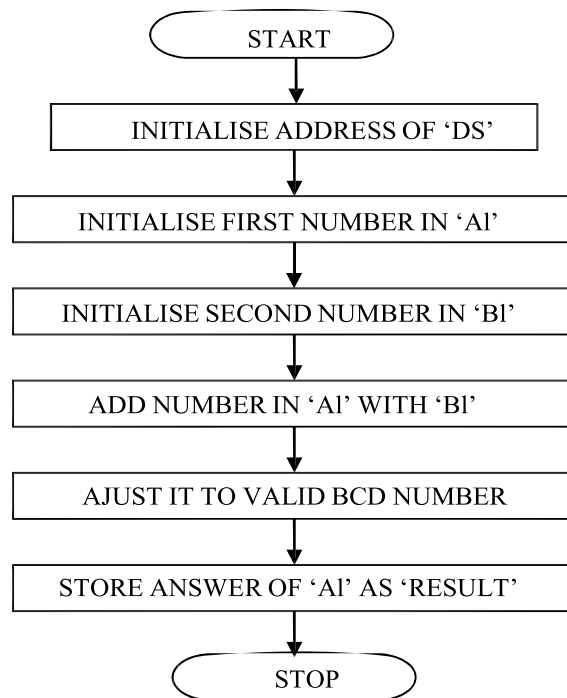 START
INITIALISE ADDRESS OF ‘DS’
INITIALISE FIRST NUMBER IN ‘Al’
INITIALISE SECOND NUMBER IN ‘Bl’
ADD NUMBER IN ‘Al’ WITH ‘Bl’
AJUST IT TO VALID BCD NUMBER
STORE ANSWER OF ‘Al’ AS ‘RESULT’
STOP